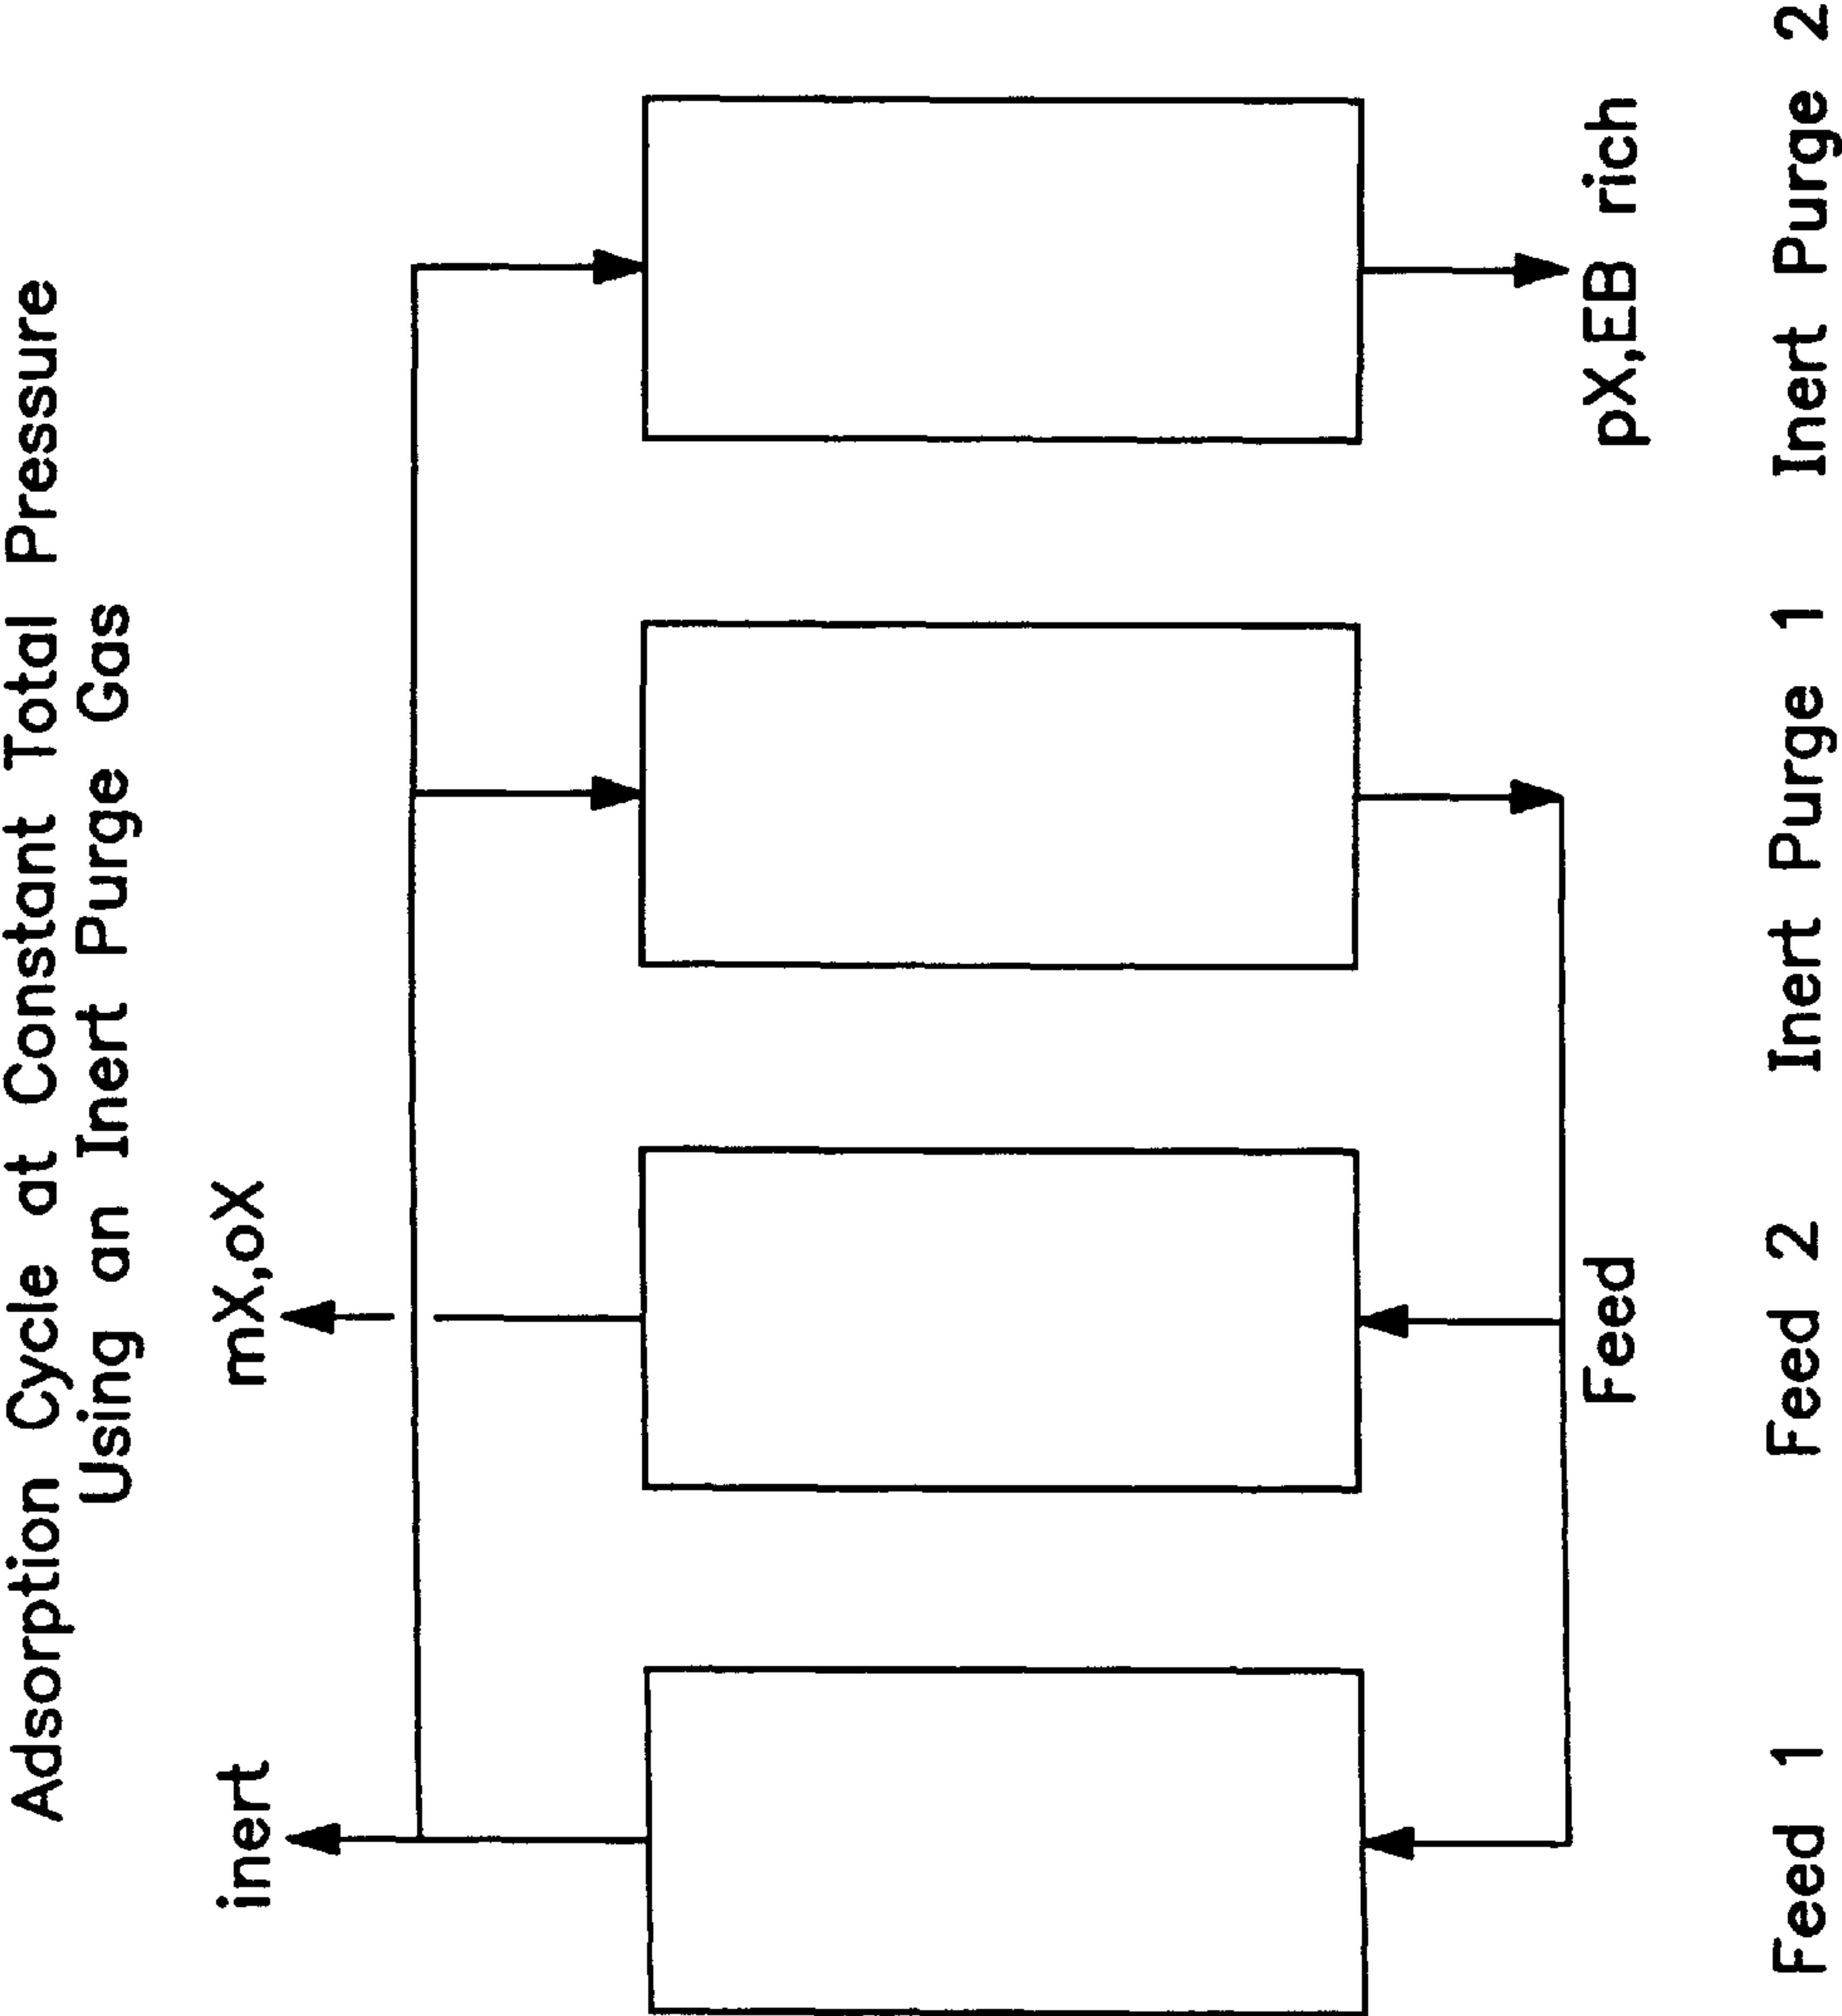 Adsorption Cycle at Constant Total Pressure
Using an Inert Purge Gas
inert
mX,oX
Feed
pX,EB rich
Feed 1
Feed 2
Inert Purge 1
Inert Purge 2